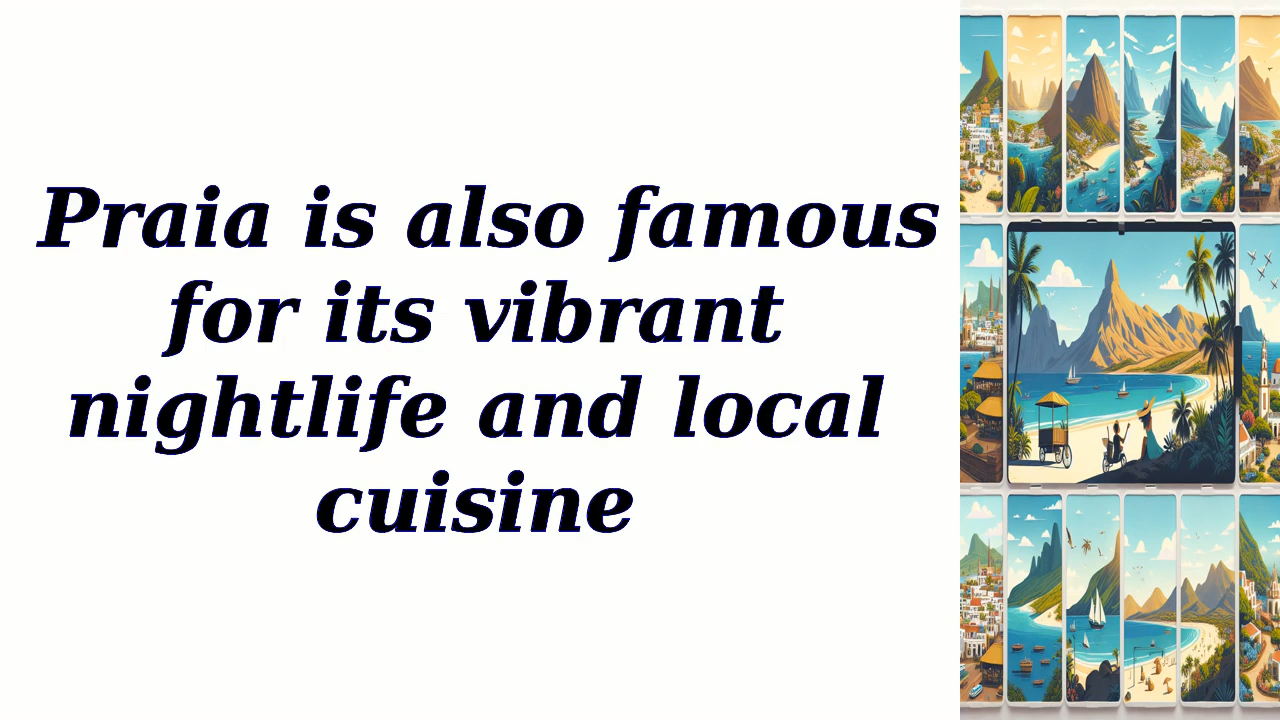 Praia is also famous
for its vibrant
nightlife and local
cuisine